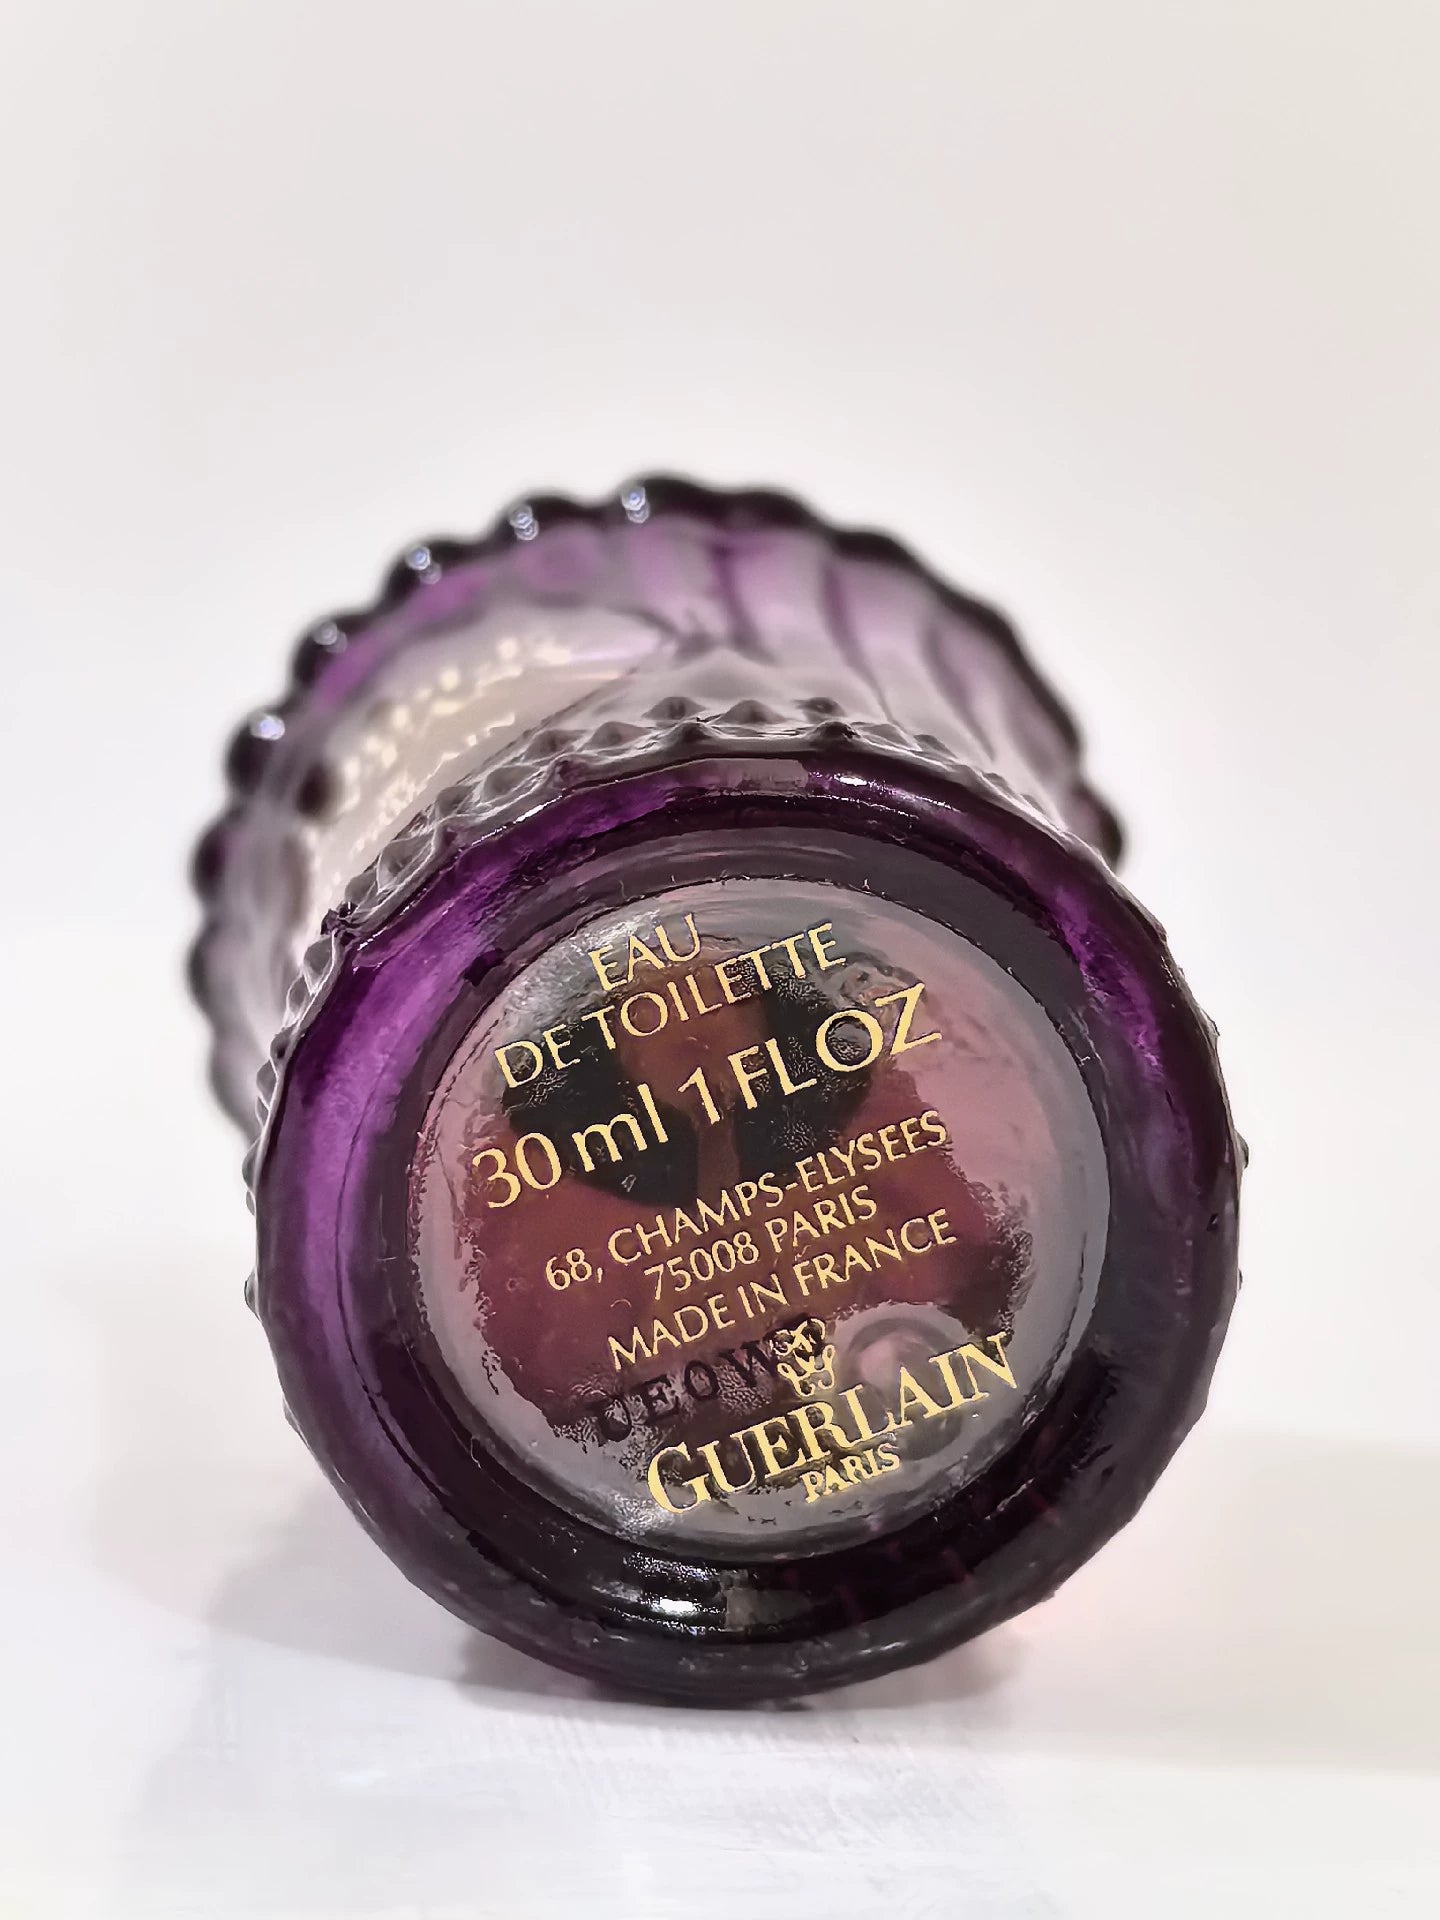 EAU
DE TOILETTE
30 ml 1 FL OZ
68, CHAMPS-ELYSEES
75008 PARIS
MADE IN FRANCE
GUERLAIN
PARIS